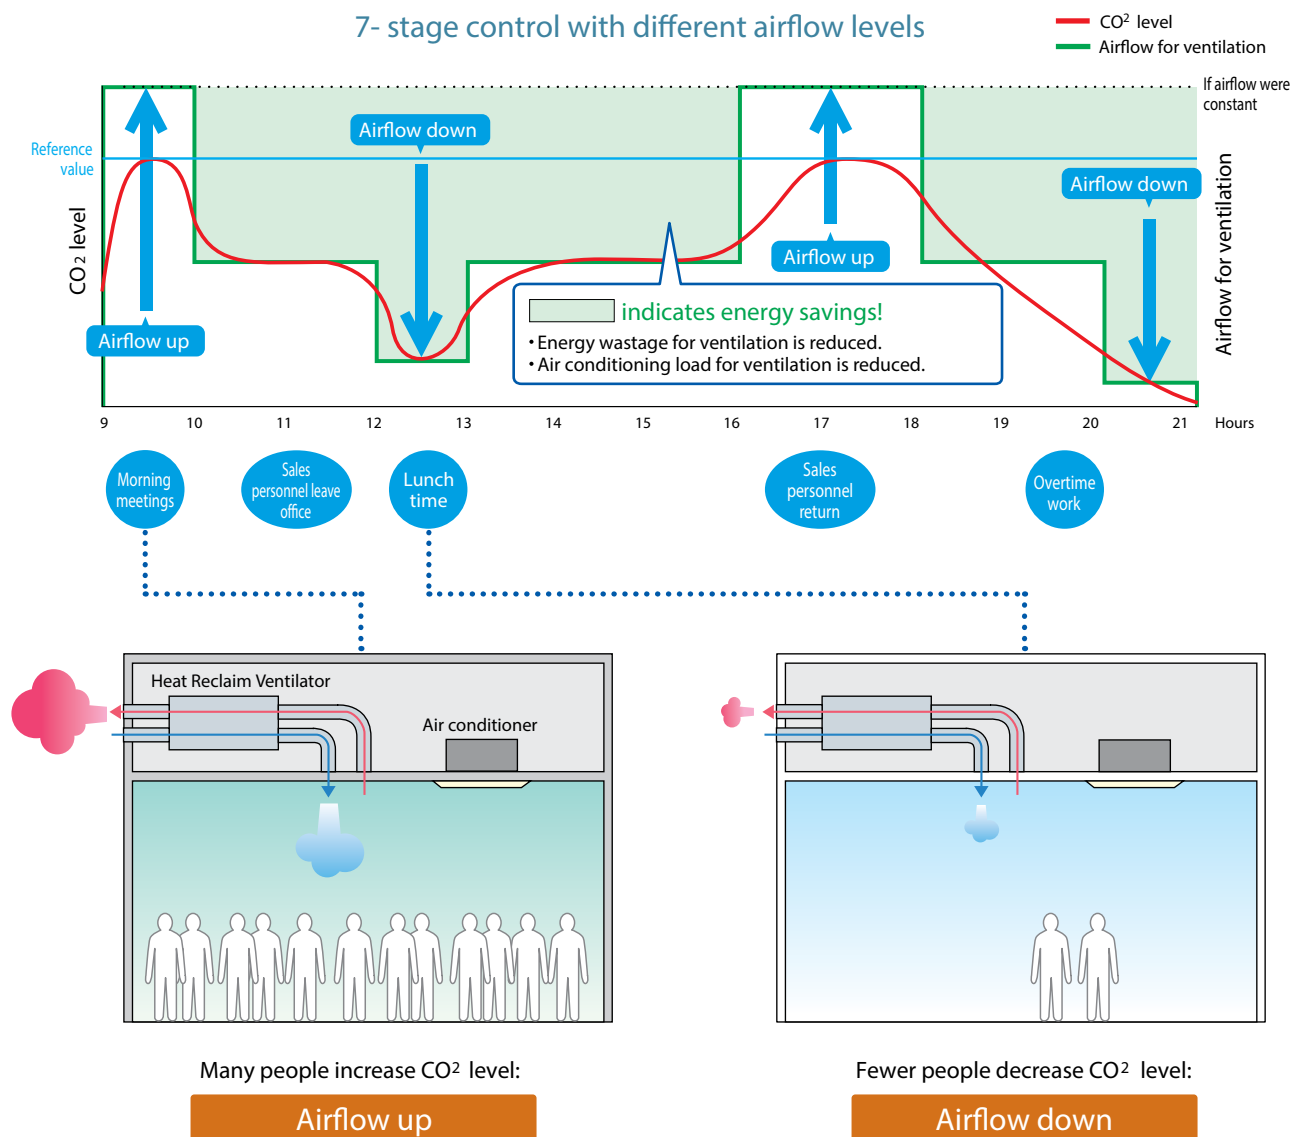 7- stage control with different airflow levels
CO² level
Airflow for ventilation
If airflow were
constant
Reference
value
CO2 level
Airflow for ventilation
Airflow up
Airflow down
Airflow up
Airflow down
indicates energy savings!
• Energy wastage for ventilation is reduced.
• Air conditioning load for ventilation is reduced.
9 10 11 12 13 14 15 16 17 18 19 20 21 Hours
Morning
meetings
Sales
personnel leave
office
Lunch
time
Sales
personnel
return
Overtime
work
Heat Reclaim Ventilator
Air conditioner
Many people increase CO² level:
Airflow up
Fewer people decrease CO² level:
Airflow down